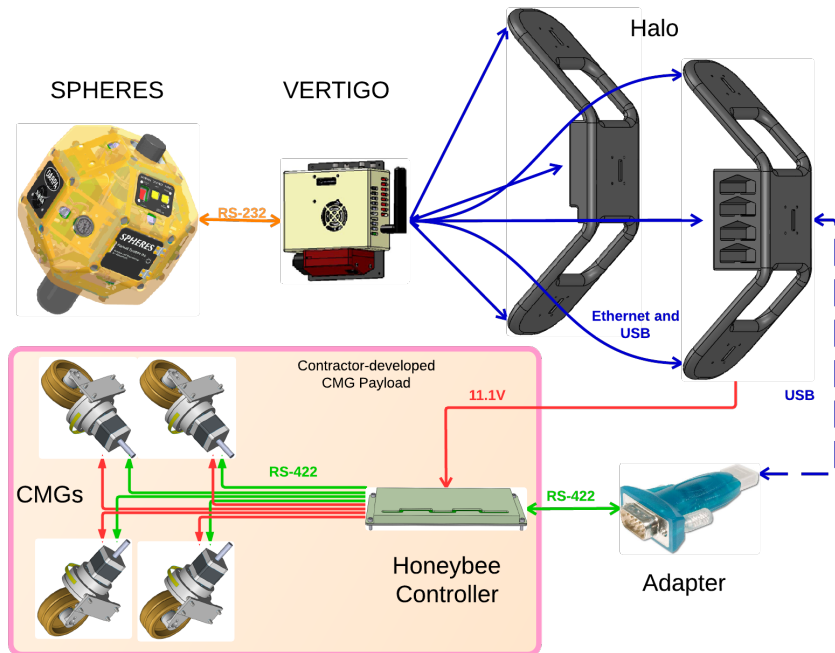 Halo
SPHERES
VERTIGO
RS-232
SPHERES
Ethernet and
USB
Contractor-developed
CMG Payload
11.1V
USB
RS-422
CMGs
RS-422
Honeybee
Controller
Adapter